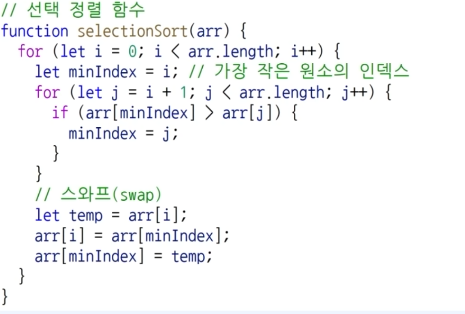 // 선택 정렬 함수
function selectionSort(arr) {
  for (let i = 0; i < arr.length; i++) {
    let minIndex = i; // 가장 작은 원소의 인덱스
    for (let j = i + 1; j < arr.length; j++) {
      if (arr[minIndex] > arr[j]) {
        minIndex = j;
      }
    }
    // 스와프(swap)
    let temp = arr[i];
    arr[i] = arr[minIndex];
    arr[minIndex] = temp;
  }
}